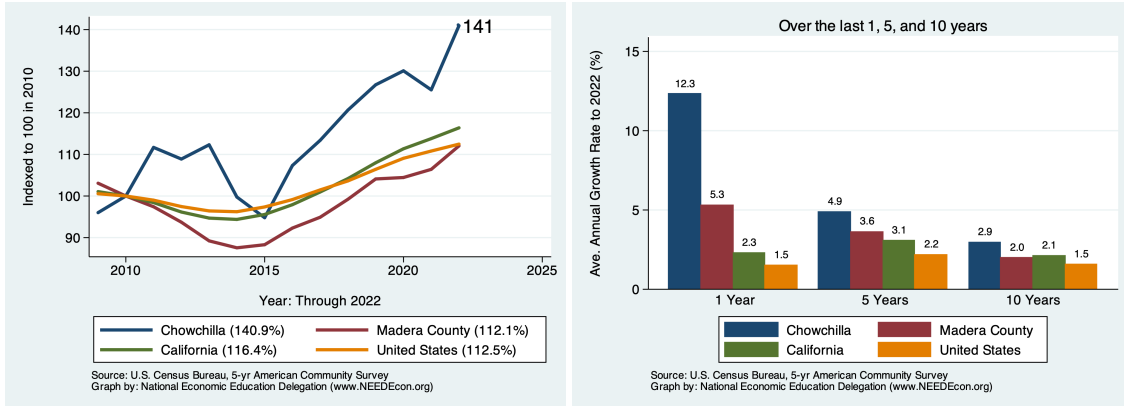 141
140
130
120
110
100
90
Indexed to 100 in 2010
2010
2015
2020
2025
Year: Through 2022
Chowchilla (140.9%)
Madera County (112.1%)
California (116.4%)
United States (112.5%)
Source: U.S. Census Bureau, 5-yr American Community Survey
Graph by: National Economic Education Delegation (www.NEEDEcon.org)
Over the last 1, 5, and 10 years
15
10
5
0
Ave. Annual Growth Rate to 2022 (%)
12.3
5.3
2.3
1.5
4.9
3.6
3.1
2.2
2.9
2.0
2.1
1.5
1 Year
5 Years
10 Years
Chowchilla
Madera County
California
United States
Source: U.S. Census Bureau, 5-yr American Community Survey
Graph by: National Economic Education Delegation (www.NEEDEcon.org)